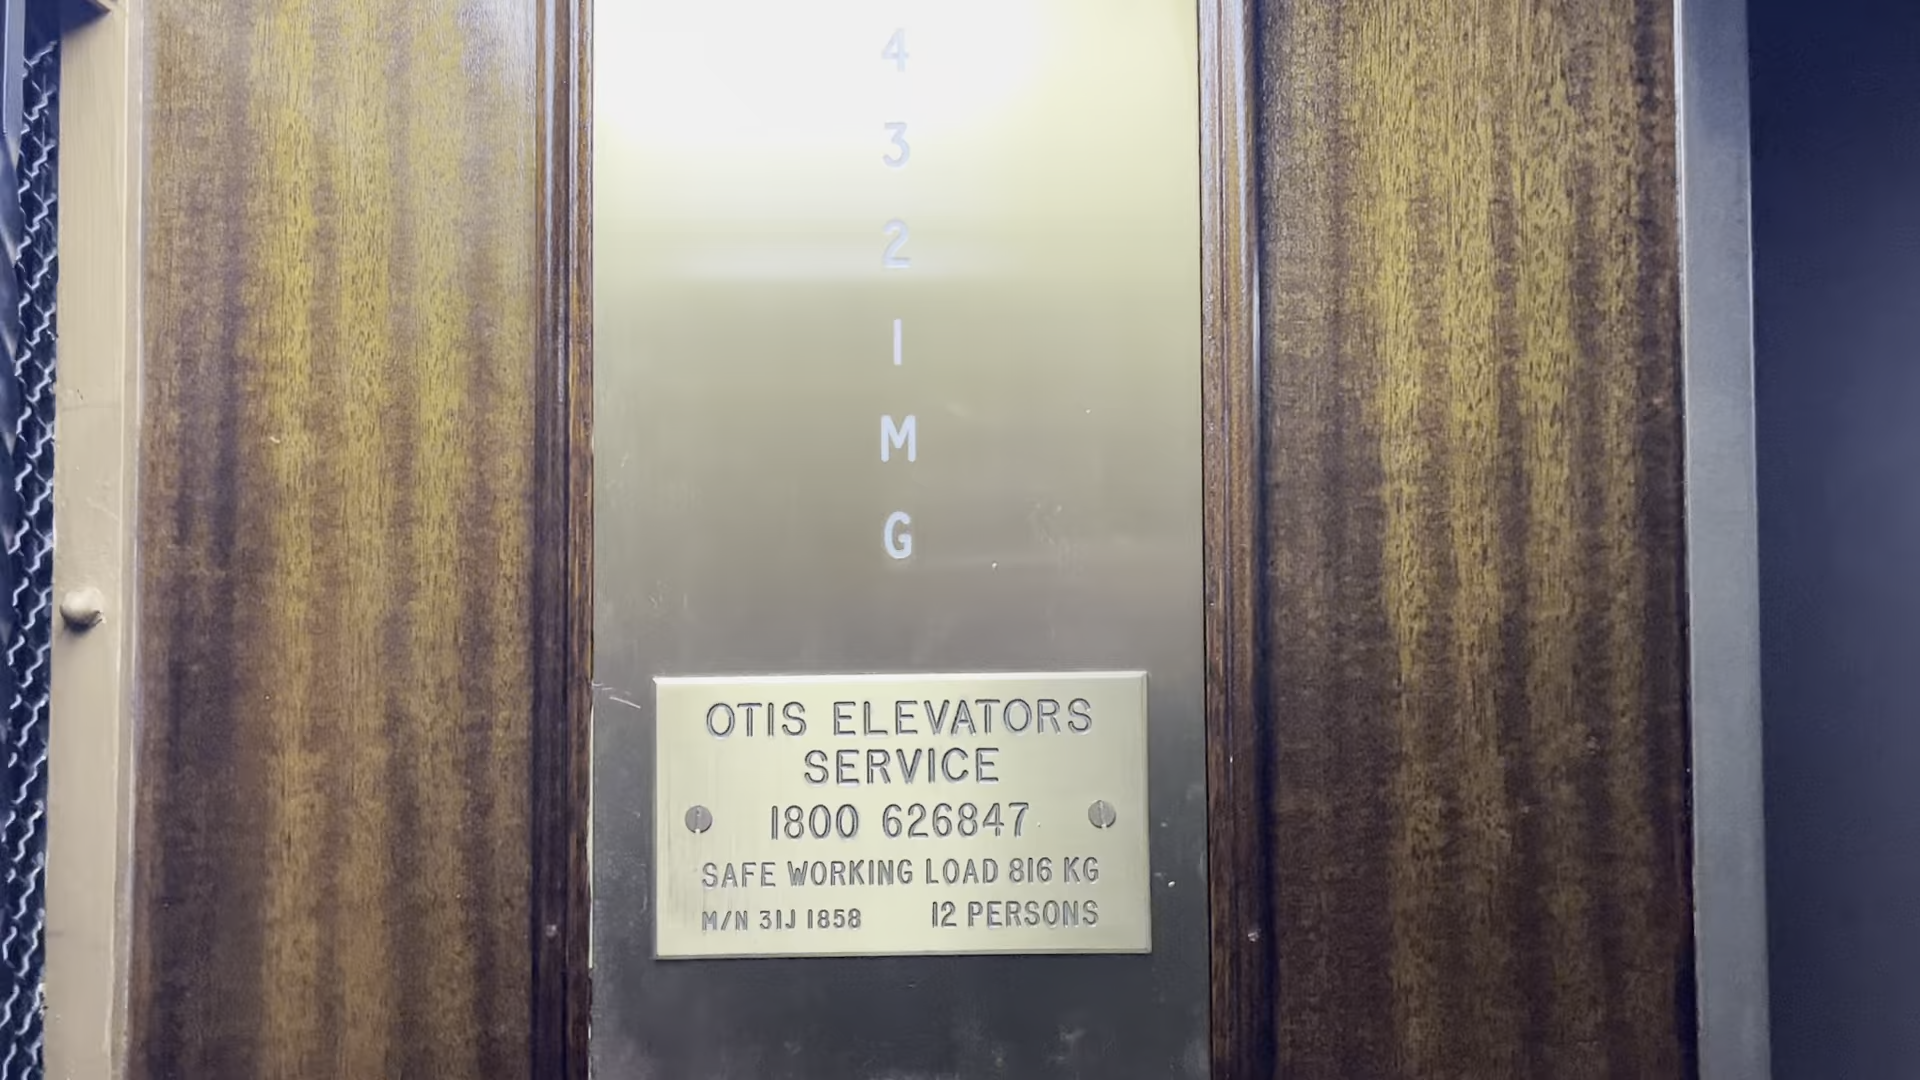 4
3
2
1
M
G
OTIS ELEVATORS
SERVICE
1800 626847
SAFE WORKING LOAD 816 KG
M/N 31J 1858 12 PERSONS